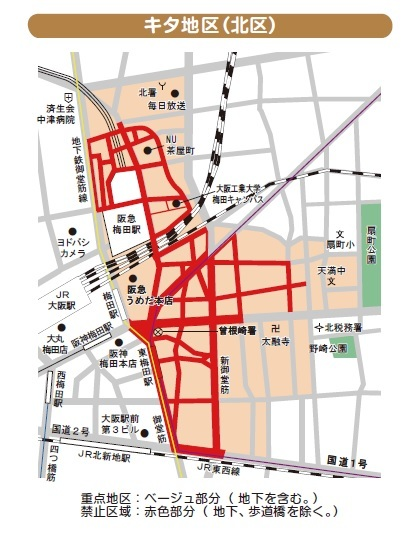 キタ地区（北区）
北署
毎日放送
済生会
中津病院
NU
茶屋町
地下鉄御堂筋線
大阪工業大学
梅田キャンパス
阪急
梅田駅
文
扇町小
扇町公園
ヨドバシ
カメラ
天満中
文
阪急
うめだ本店
JR
大阪駅
梅田駅
曽根崎署
卍
太融寺
北税務署
野崎公園
大丸
梅田店
阪神梅田駅
阪神
梅田本店
東梅田駅
新御堂筋
西梅田駅
大阪駅前
第3ビル
御堂筋
国道2号
JR北新地駅
JR東西線
国道1号
四つ橋筋
重点地区：ベージュ部分（地下を含む。）
禁止区域：赤色部分（地下、歩道橋を除く。）